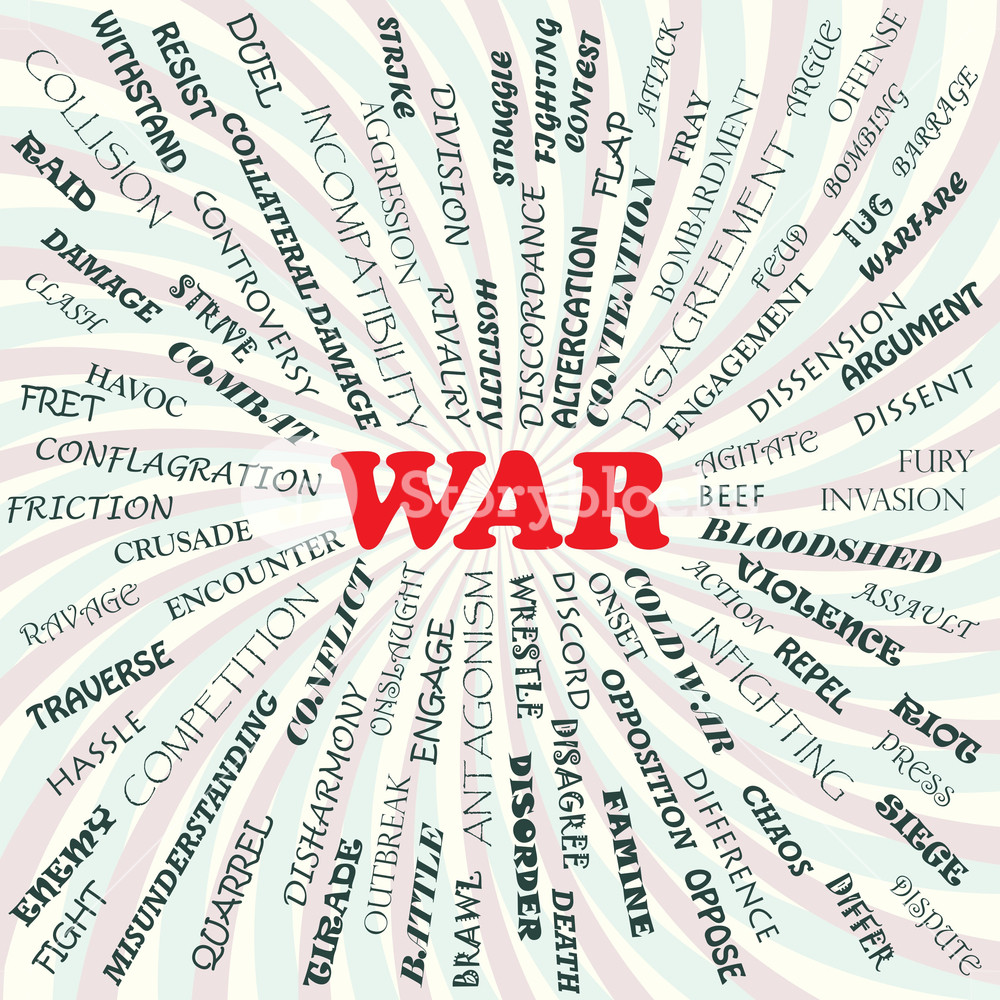 COLLISION
WITHSTAND
RESIST
DUEL
STRIKE
STRUGGLE
FIGHTING
CONTEST
ATTACK
ARGUE
OFFENSE
RAID
CONTROVERSY
COLLATERAL DAMAGE
INCOMPATIBILITY
AGGRESSION
DIVISION
FLAP
FRAY
BOMBARDMENT
BOMBING
BARRAGE
DAMAGE
CLASH
STRIVE
RIVALRY
HOSTILITY
DISCORDANCE
ALTERCATION
CONTENTION
DISAGREEMENT
FEUD
TUG
WARFARE
COMBAT
ENGAGEMENT
DISSENSION
ARGUMENT
HAVOC
FRET
DISSENT
CONFLAGRATION
AGITATE
FURY
FRICTION
WAR
Storyblocks
BEEF
INVASION
CRUSADE
BLOODSHED
RAVAGE
ENCOUNTER
VIOLENCE
ASSAULT
TRAVERSE
COMPETITION
CONFLICT
ONSLAUGHT
ENGAGE
ANTAGONISM
WRESTLE
DISCORD
ONSET
COLD WAR
ACTION
INFIGHTING
REPEL
RIOT
HASSLE
PRESS
ENEMY
FIGHT
MISUNDERSTANDING
QUARREL
DISHARMONY
TIRADE
OUTBREAK
BATTLE
BRAWL
DISORDER
DISAGREE
DEATH
FAMINE
OPPOSITION
OPPOSE
DIFFERENCE
CHAOS
DIFFER
SIEGE
DISPUTE